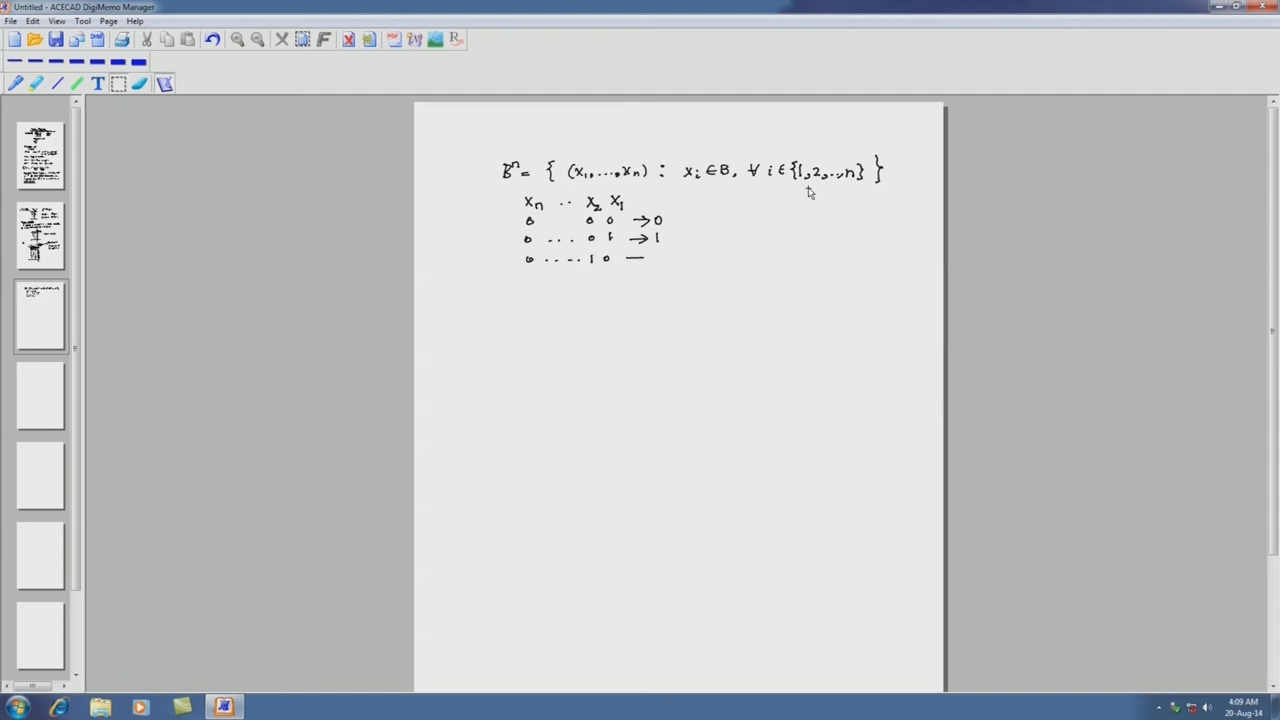 Untitled - ACECAD DigiMemo Manager
File Edit View Tool Page Help
Bⁿ = { (x₁,...,xₙ) : xᵢ ∈ B, ∀ i ∈ {1,2,..,n} }
xₙ .. x₂ x₁
0 0 0 → 0
0 ... 0 1 → 1
0 .... 1 0 —
4:09 AM
20-Aug-14